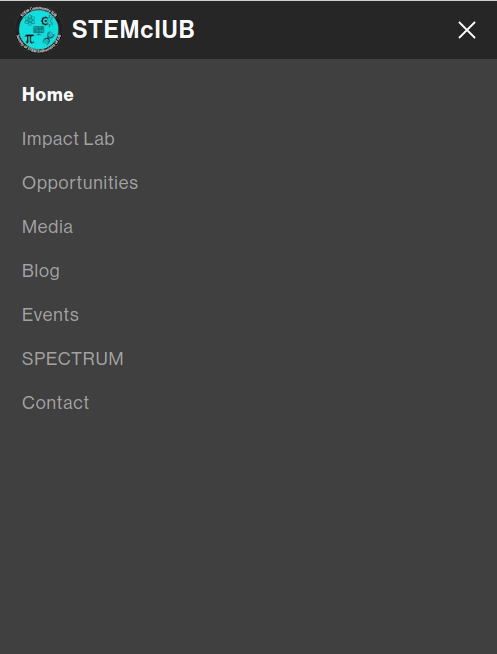 STEMcIUB
Home
Impact Lab
Opportunities
Media
Blog
Events
SPECTRUM
Contact